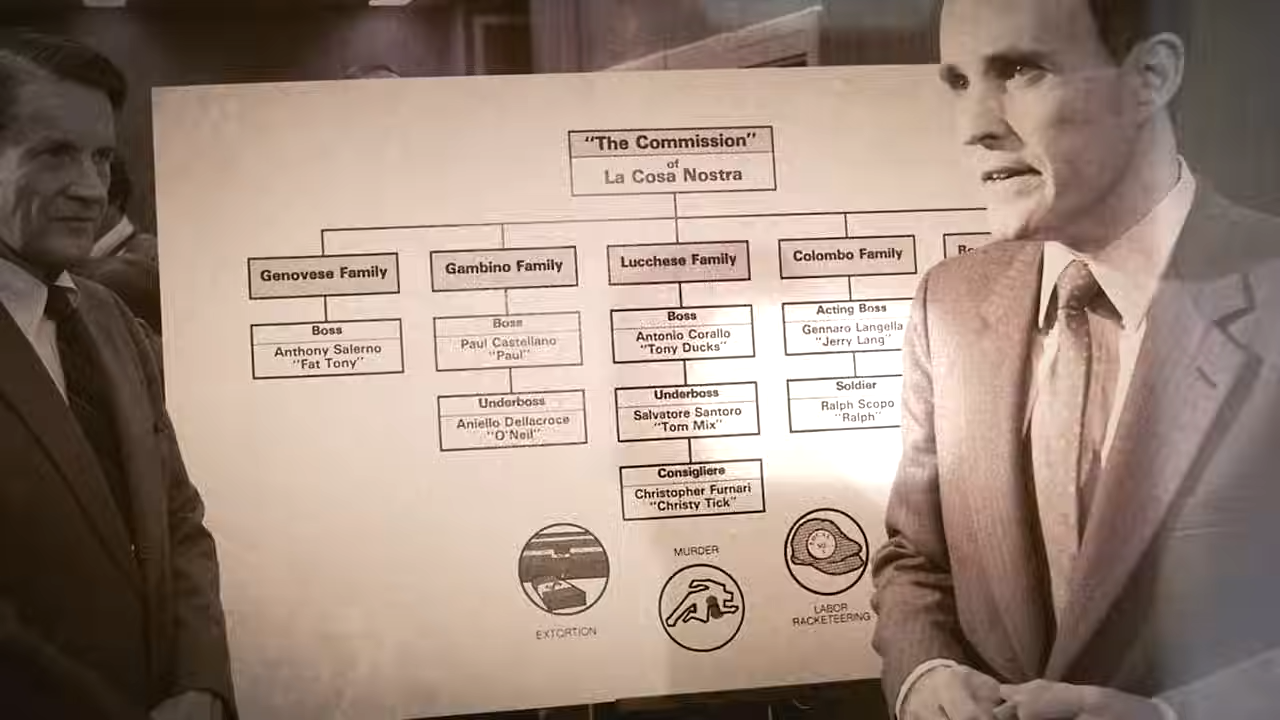 "The Commission"
of
La Cosa Nostra
Genovese Family
Boss
Anthony Salerno
"Fat Tony"
Gambino Family
Boss
Paul Castellano
"Paul"
Underboss
Aniello Dellacroce
"O'Neil"
Lucchese Family
Boss
Antonio Corallo
"Tony Ducks"
Underboss
Salvatore Santoro
"Tom Mix"
Consigliere
Christopher Furnari
"Christy Tick"
Colombo Family
Acting Boss
Gennaro Langella
"Jerry Lang"
Soldier
Ralph Scopo
"Ralph"
EXTORTION
MURDER
LABOR
RACKETEERING